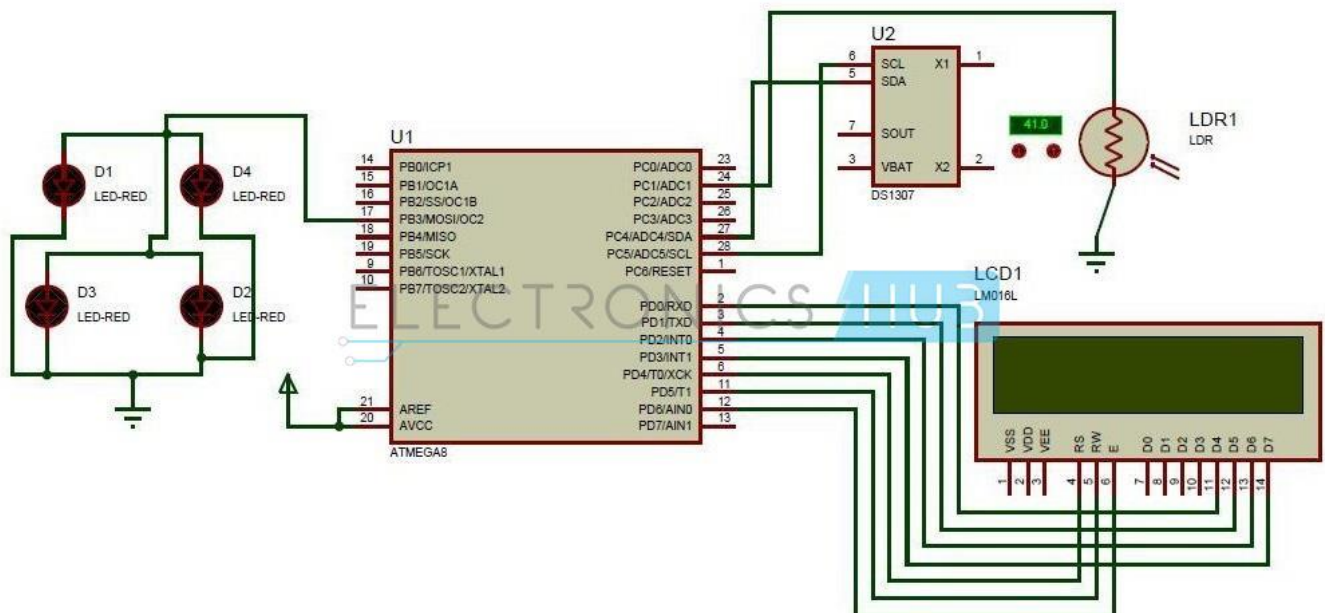 U2
6 SCL X1 1
5 SDA
7 SOUT
3 VBAT X2 2
DS1307
41.0
LDR1
LDR
D1
LED-RED
D4
LED-RED
D3
LED-RED
D2
LED-RED
U1
14 PB0/ICP1 PC0/ADC0 23
15 PB1/OC1A PC1/ADC1 24
16 PB2/SS/OC1B PC2/ADC2 25
17 PB3/MOSI/OC2 PC3/ADC3 26
18 PB4/MISO PC4/ADC4/SDA 27
19 PB5/SCK PC5/ADC5/SCL 28
9 PB6/TOSC1/XTAL1 PC6/RESET 1
10 PB7/TOSC2/XTAL2
PD0/RXD 2
PD1/TXD 3
PD2/INT0 4
PD3/INT1 5
PD4/T0/XCK 6
PD5/T1 11
21 AREF PD6/AIN0 12
20 AVCC PD7/AIN1 13
ATMEGA8
ELECTRONICS HUB
LCD1
LM016L
VSS VDD VEE RS RW E D0 D1 D2 D3 D4 D5 D6 D7
1 2 3 4 5 6 7 8 9 10 11 12 13 14